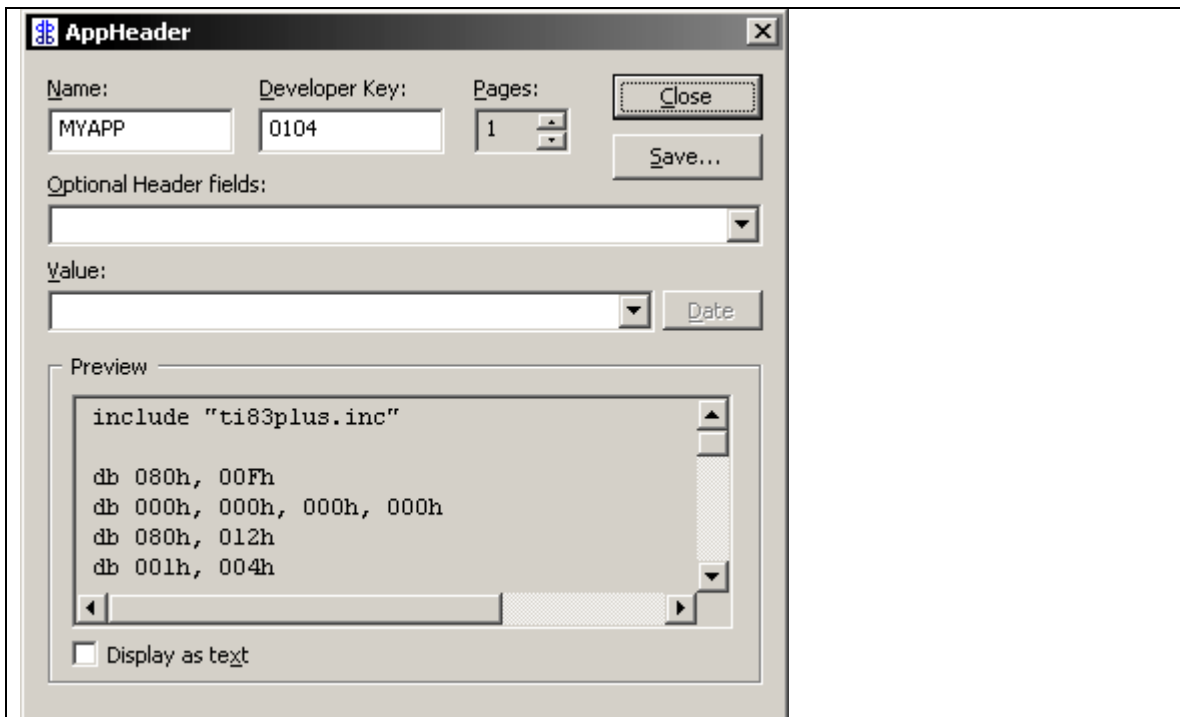 AppHeader
Name: Developer Key: Pages:
MYAPP 0104 1
Close
Save...
Optional Header fields:
Value:
Date
Preview
include "ti83plus.inc"
db 080h, 00Fh
db 000h, 000h, 000h, 000h
db 080h, 012h
db 001h, 004h
Display as text